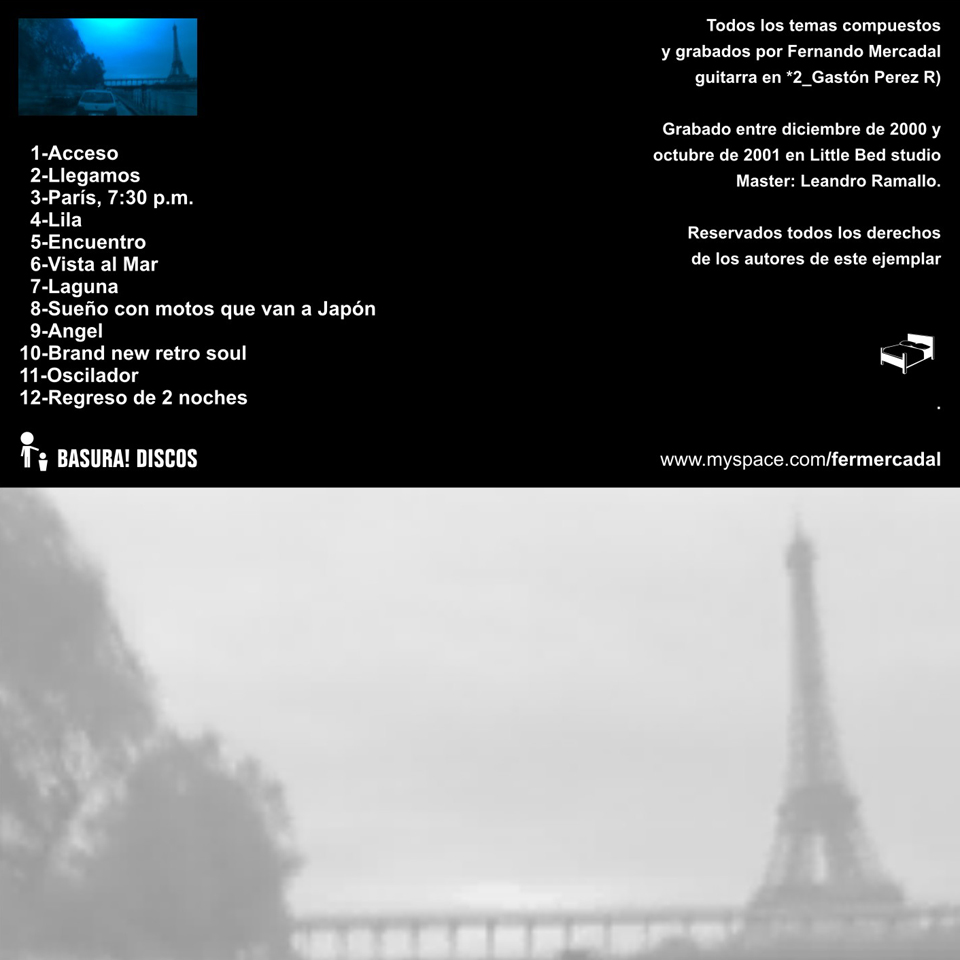 1-Acceso
2-Llegamos
3-París, 7:30 p.m.
4-Lila
5-Encuentro
6-Vista al Mar
7-Laguna
8-Sueño con motos que van a Japón
9-Angel
10-Brand new retro soul
11-Oscilador
12-Regreso de 2 noches
BASURA! DISCOS
Todos los temas compuestos
y grabados por Fernando Mercadal
guitarra en *2_Gastón Perez R)
Grabado entre diciembre de 2000 y
octubre de 2001 en Little Bed studio
Master: Leandro Ramallo.
Reservados todos los derechos
de los autores de este ejemplar
.
www.myspace.com/fermercadal